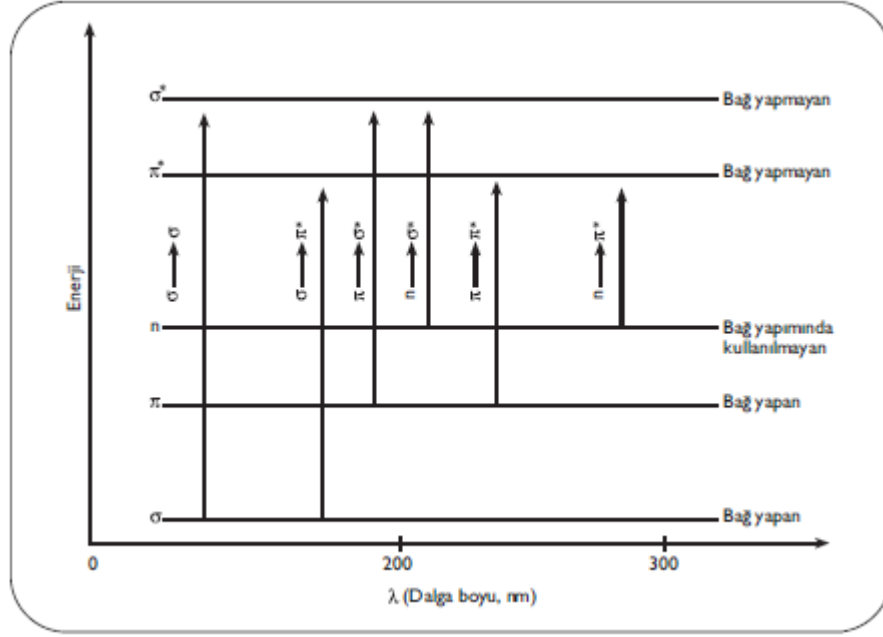 σ*
Bağ yapmayan
π*
Bağ yapmayan
σ → σ
σ → π*
π → σ*
n → σ*
π → π*
n → π*
Enerji
n
Bağ yapımında
kullanılmayan
π
Bağ yapan
σ
Bağ yapan
0
200
300
λ (Dalga boyu, nm)